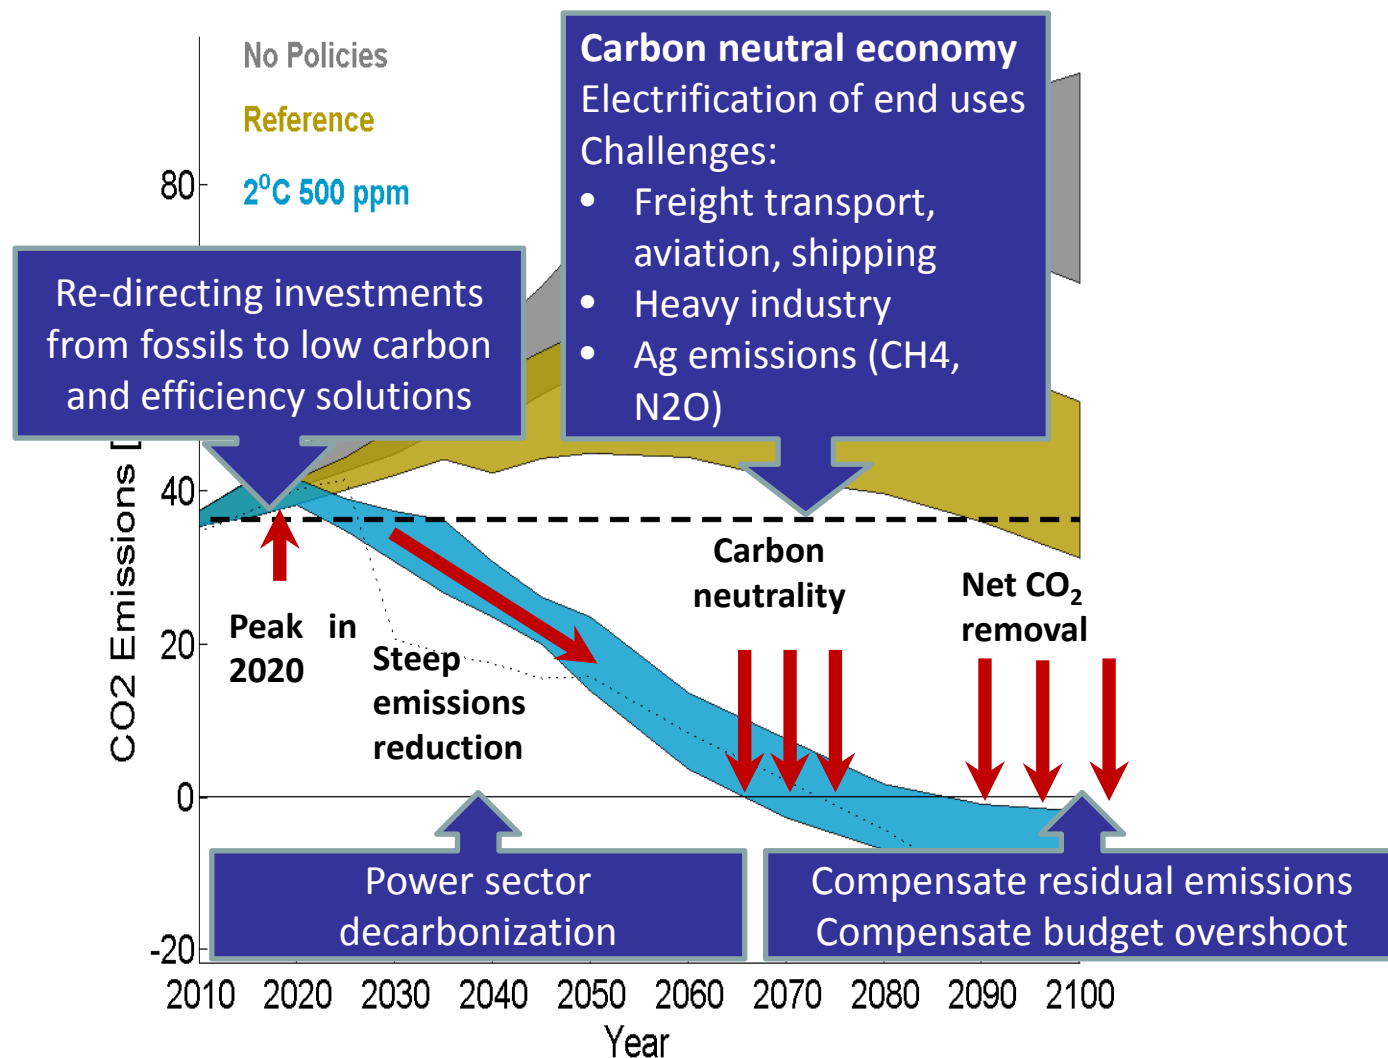 No Policies
Reference
2⁰C 500 ppm
Carbon neutral economy
Electrification of end uses
Challenges:
• Freight transport,
aviation, shipping
• Heavy industry
• Ag emissions (CH4,
N2O)
Re-directing investments
from fossils to low carbon
and efficiency solutions
80
40
20
0
-20
CO2 Emissions [
Peak in
2020
Steep
emissions
reduction
Carbon
neutrality
Net CO₂
removal
Power sector
decarbonization
Compensate residual emissions
Compensate budget overshoot
2010 2020 2030 2040 2050 2060 2070 2080 2090 2100
Year